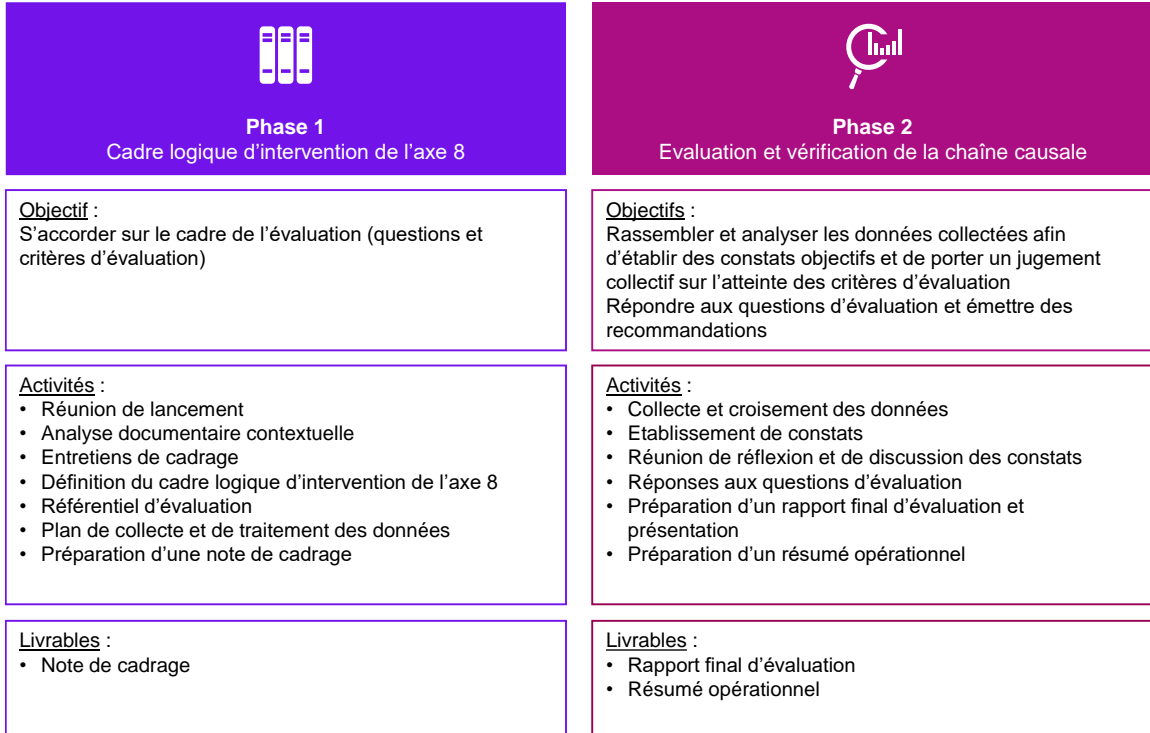 Phase 1
Cadre logique d'intervention de l'axe 8
Objectif :
S'accorder sur le cadre de l'évaluation (questions et
critères d'évaluation)
Activités :
• Réunion de lancement
• Analyse documentaire contextuelle
• Entretiens de cadrage
• Définition du cadre logique d'intervention de l'axe 8
• Référentiel d'évaluation
• Plan de collecte et de traitement des données
• Préparation d'une note de cadrage
Livrables :
• Note de cadrage
Phase 2
Evaluation et vérification de la chaîne causale
Objectifs :
Rassembler et analyser les données collectées afin
d'établir des constats objectifs et de porter un jugement
collectif sur l'atteinte des critères d'évaluation
Répondre aux questions d'évaluation et émettre des
recommandations
Activités :
• Collecte et croisement des données
• Etablissement de constats
• Réunion de réflexion et de discussion des constats
• Réponses aux questions d'évaluation
• Préparation d'un rapport final d'évaluation et
présentation
• Préparation d'un résumé opérationnel
Livrables :
• Rapport final d'évaluation
• Résumé opérationnel